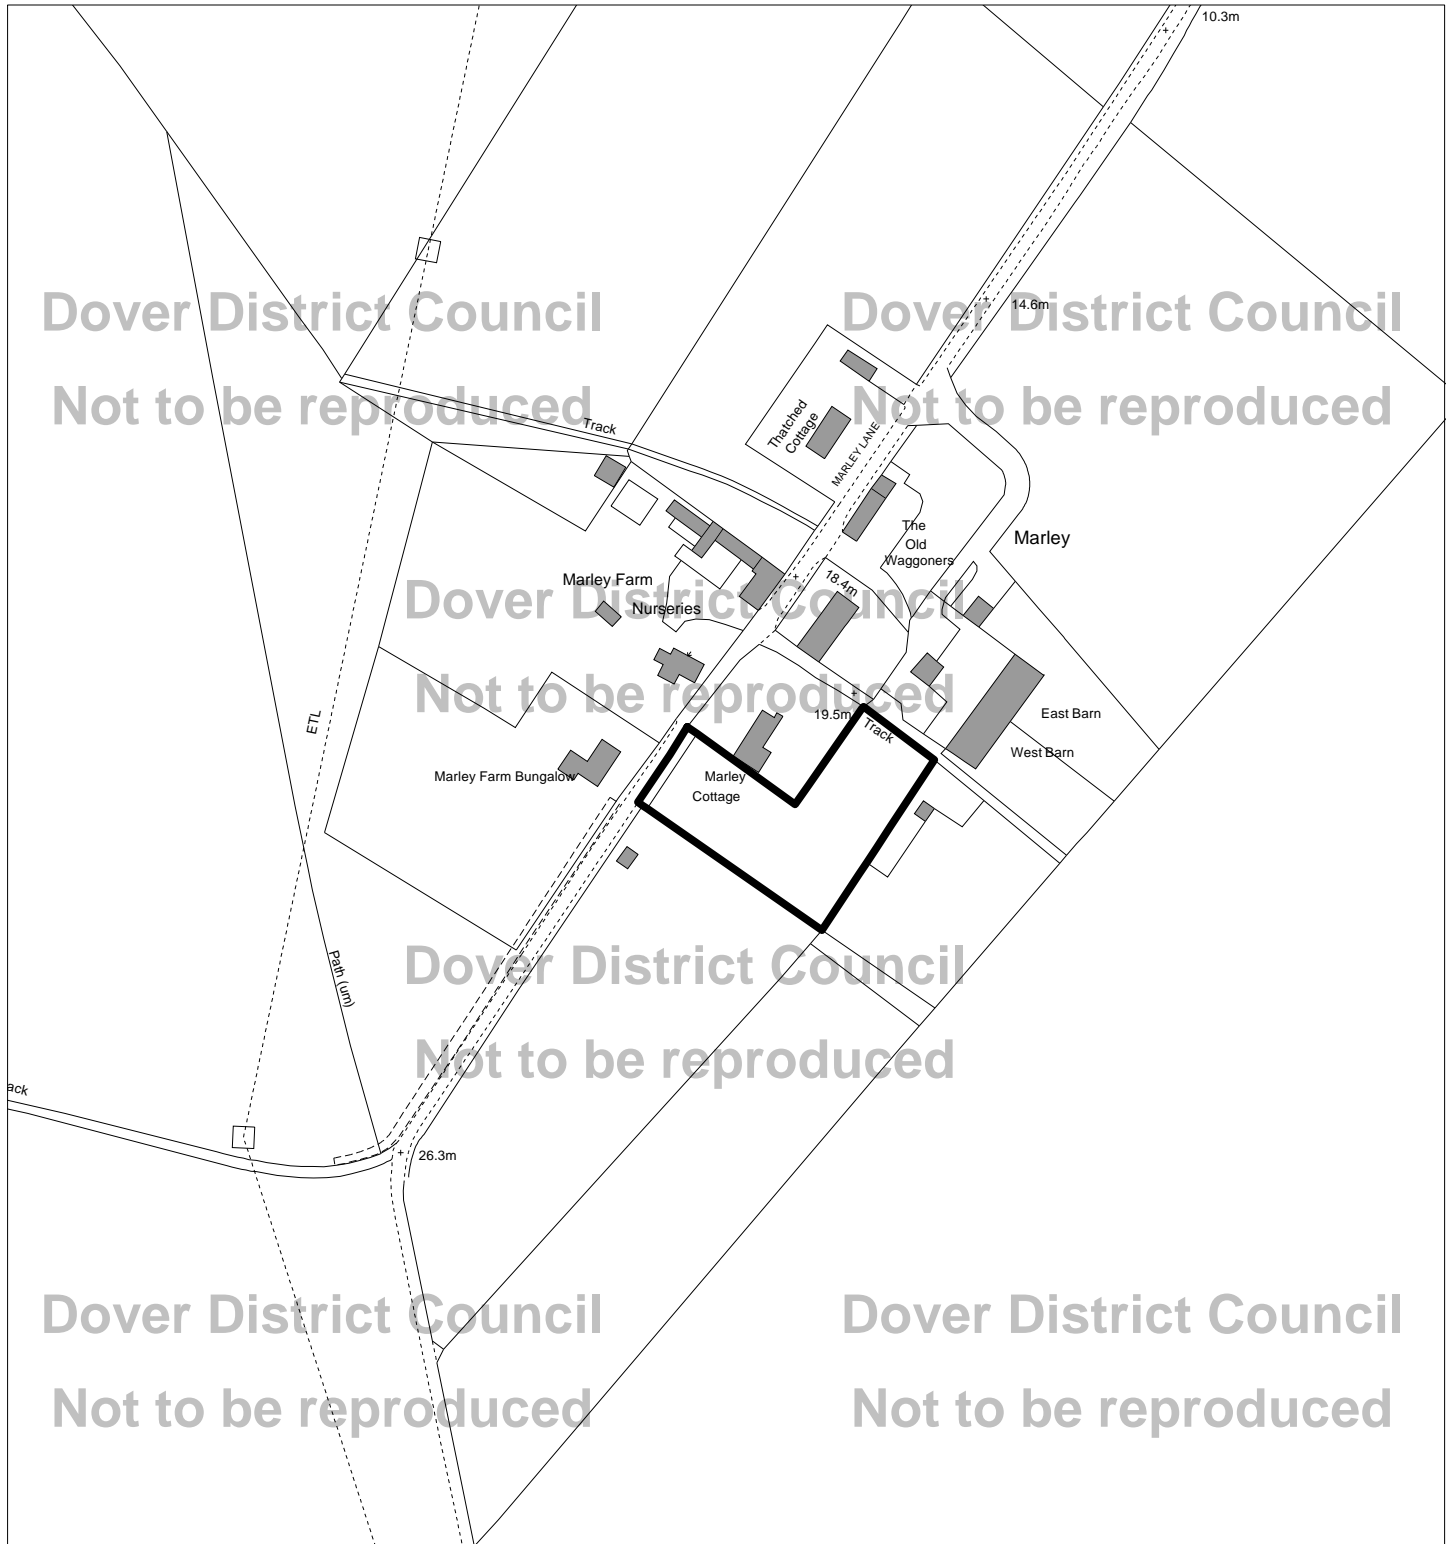 10.3m
Dover District Council
Dover District Council
14.6m
Not to be reproduced
Not to be reproduced
Track
Thatched
Cottage
MARLEY LANE
The
Old
Waggoners
Marley
Marley Farm
Nurseries
18.4m
Dover District Council
Not to be reproduced
ETL
19.5m
Track
East Barn
West Barn
Marley Farm Bungalow
Marley
Cottage
Path (um)
Dover District Council
Not to be reproduced
ack
26.3m
Dover District Council
Dover District Council
Not to be reproduced
Not to be reproduced